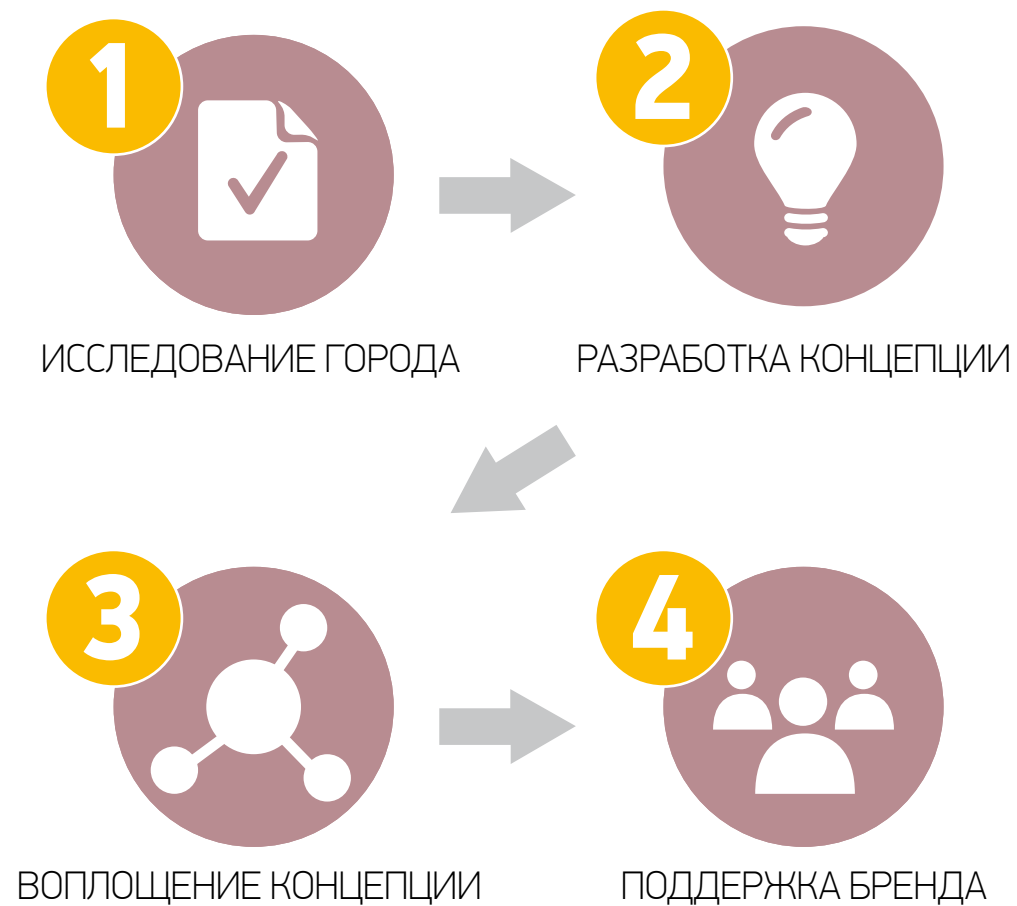 1
2
ИССЛЕДОВАНИЕ ГОРОДА
РАЗРАБОТКА КОНЦЕПЦИИ
3
4
ВОПЛОЩЕНИЕ КОНЦЕПЦИИ
ПОДДЕРЖКА БРЕНДА